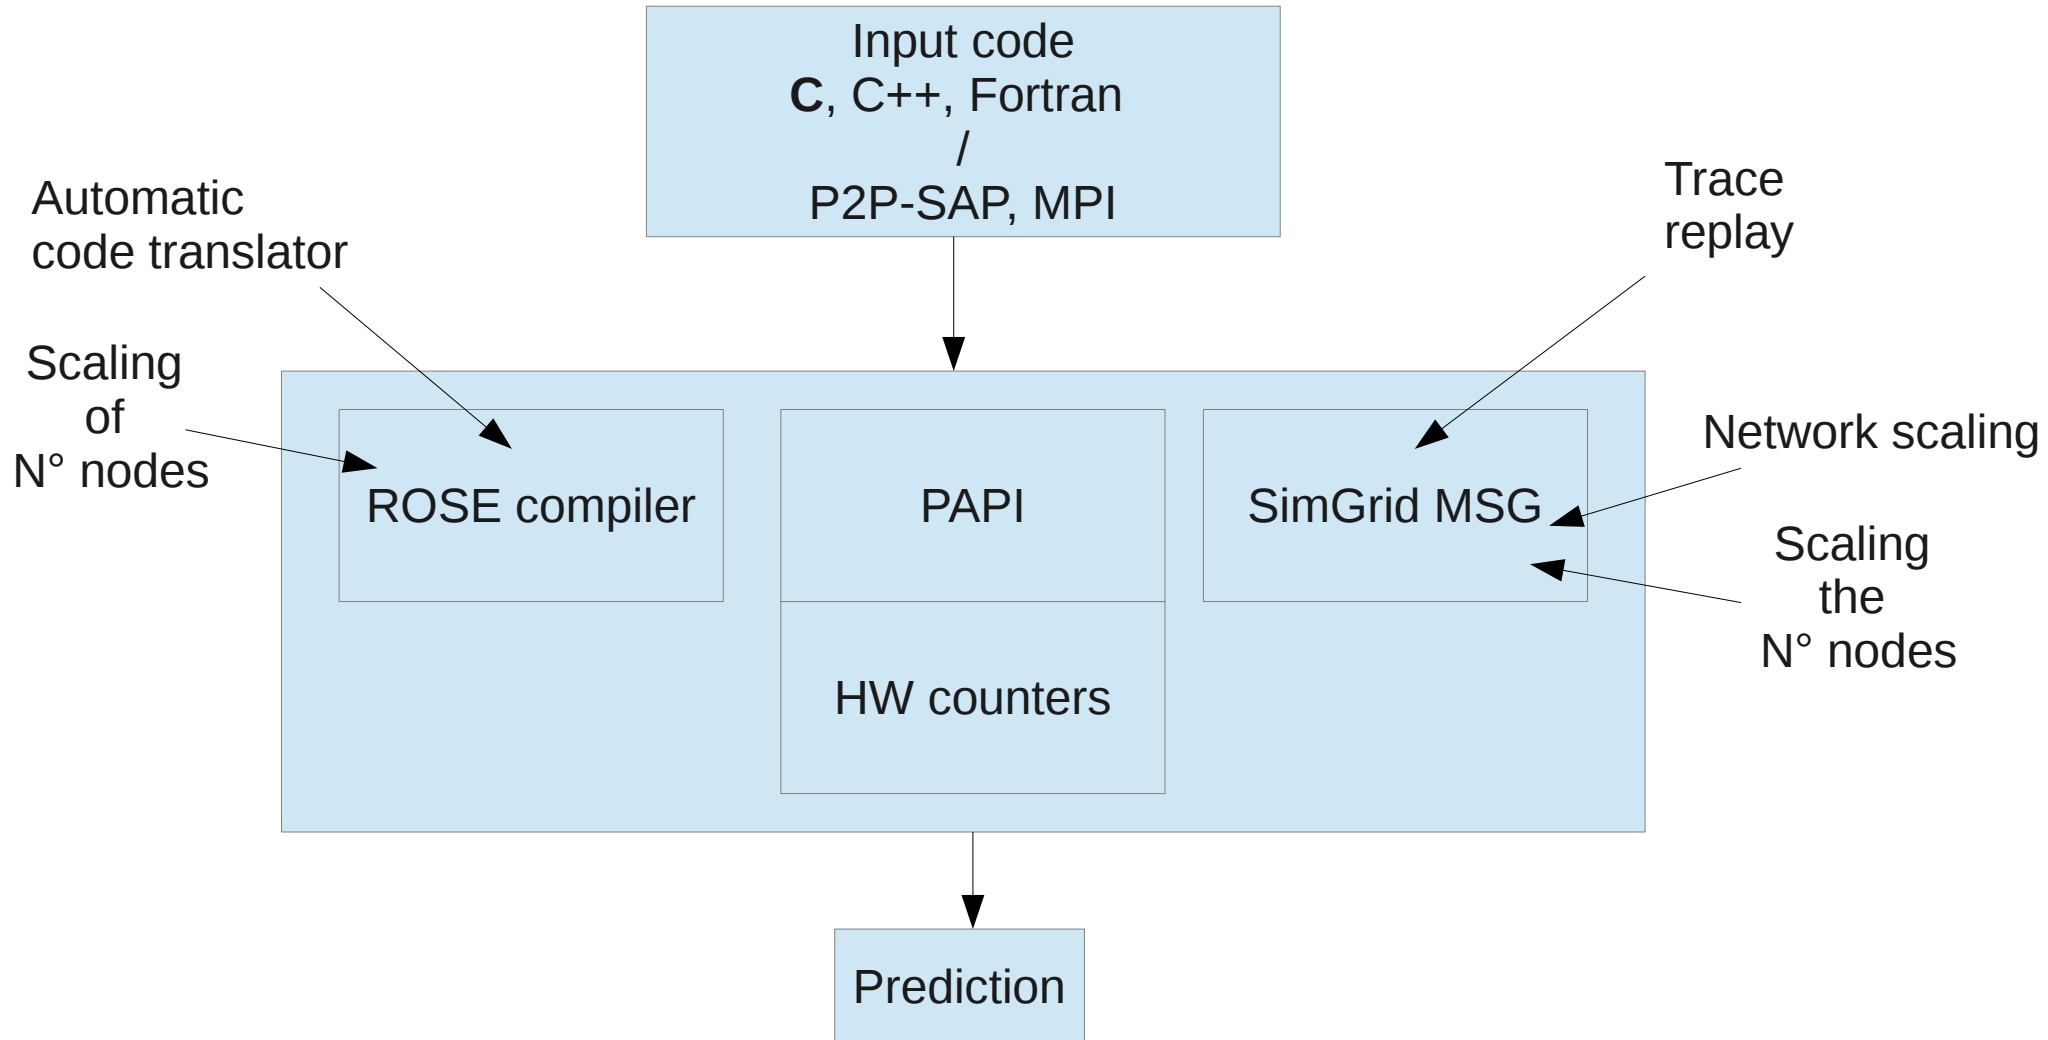 Input code
C, C++, Fortran
/
P2P-SAP, MPI
Automatic
code translator
Trace
replay
Scaling
of
N° nodes
Network scaling
ROSE compiler
PAPI
SimGrid MSG
Scaling
the
N° nodes
HW counters
Prediction